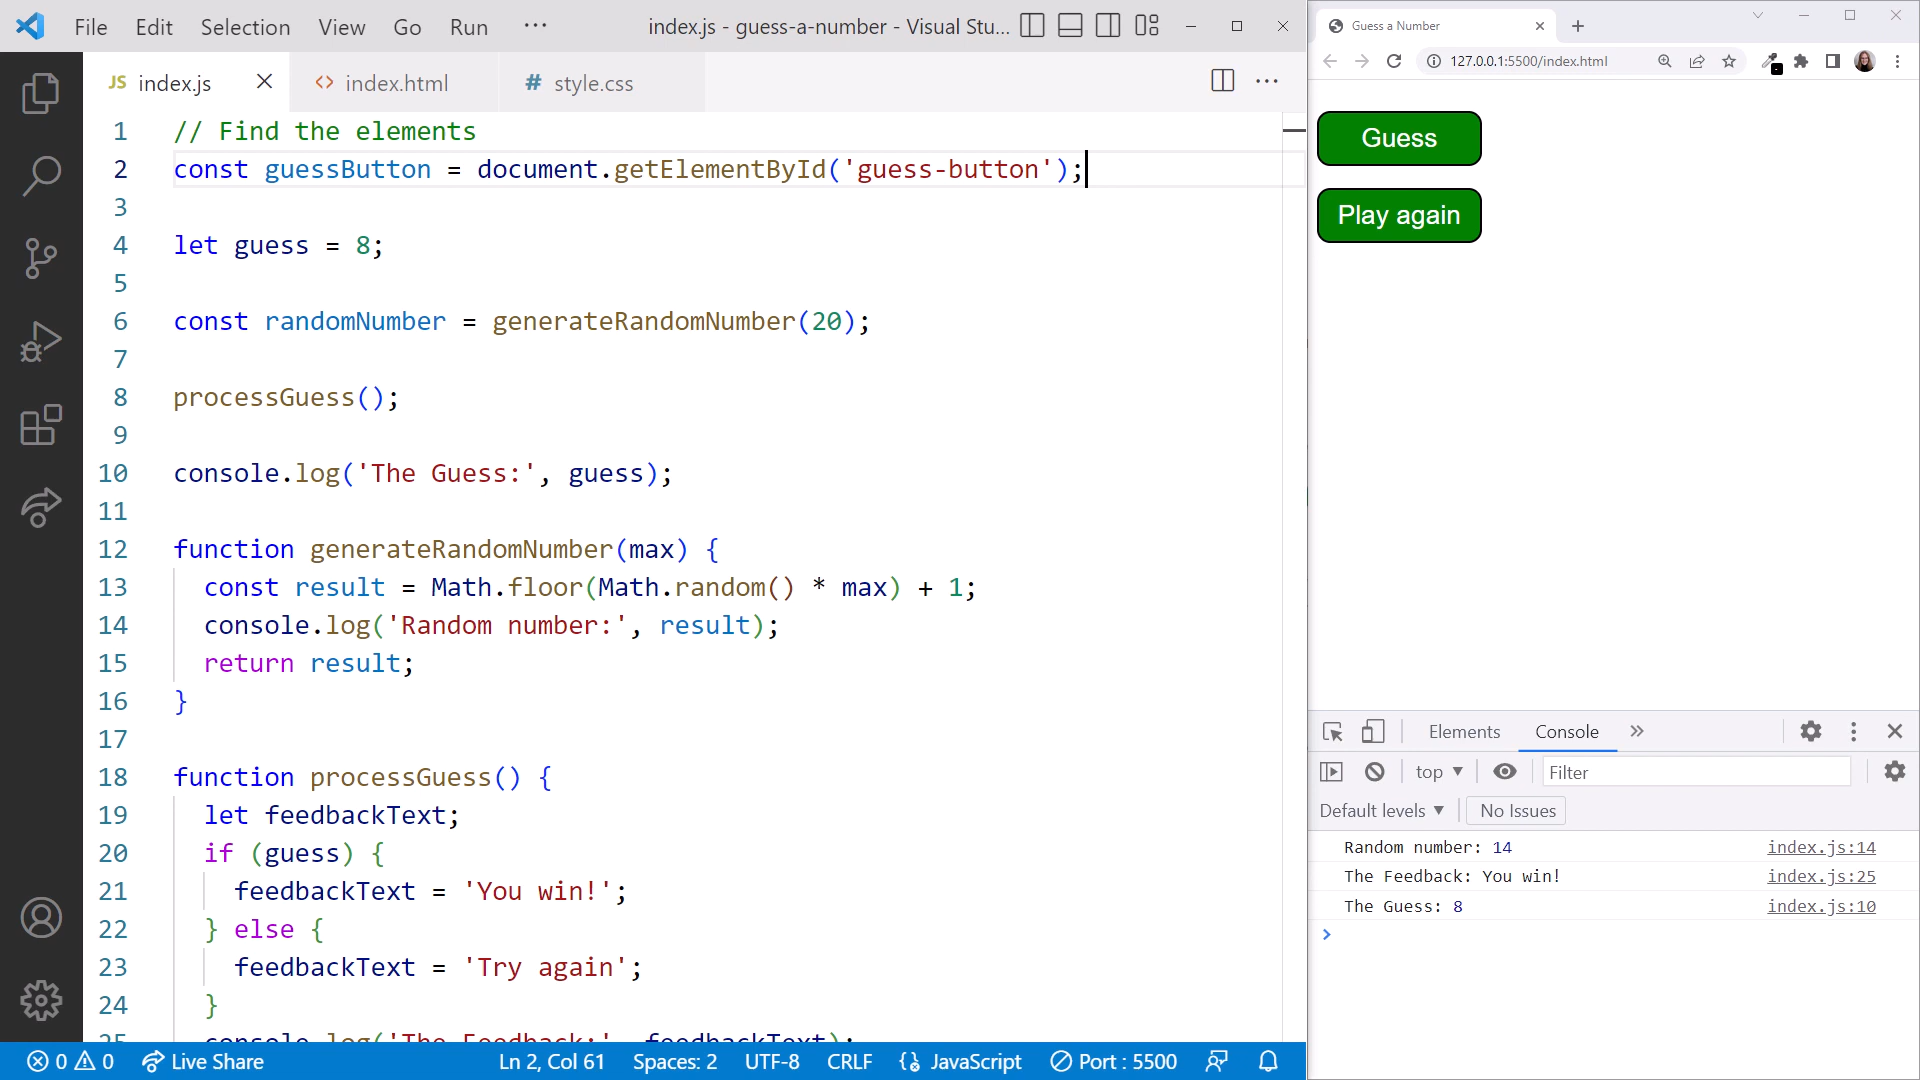 File Edit Selection View Go Run ··· index.js - guess-a-number - Visual Stu...
JS index.js <> index.html # style.css ···
1 // Find the elements
2 const guessButton = document.getElementById('guess-button');
3
4 let guess = 8;
5
6 const randomNumber = generateRandomNumber(20);
7
8 processGuess();
9
10 console.log('The Guess:', guess);
11
12 function generateRandomNumber(max) {
13 const result = Math.floor(Math.random() * max) + 1;
14 console.log('Random number:', result);
15 return result;
16 }
17
18 function processGuess() {
19 let feedbackText;
20 if (guess) {
21 feedbackText = 'You win!';
22 } else {
23 feedbackText = 'Try again';
24 }
25 console.log('The Feedback:', feedbackText);
0 0 Live Share Ln 2, Col 61 Spaces: 2 UTF-8 CRLF JavaScript Port : 5500
Guess a Number
127.0.0.1:5500/index.html
Guess
Play again
Elements Console »
top Filter
Default levels No Issues
Random number: 14 index.js:14
The Feedback: You win! index.js:25
The Guess: 8 index.js:10